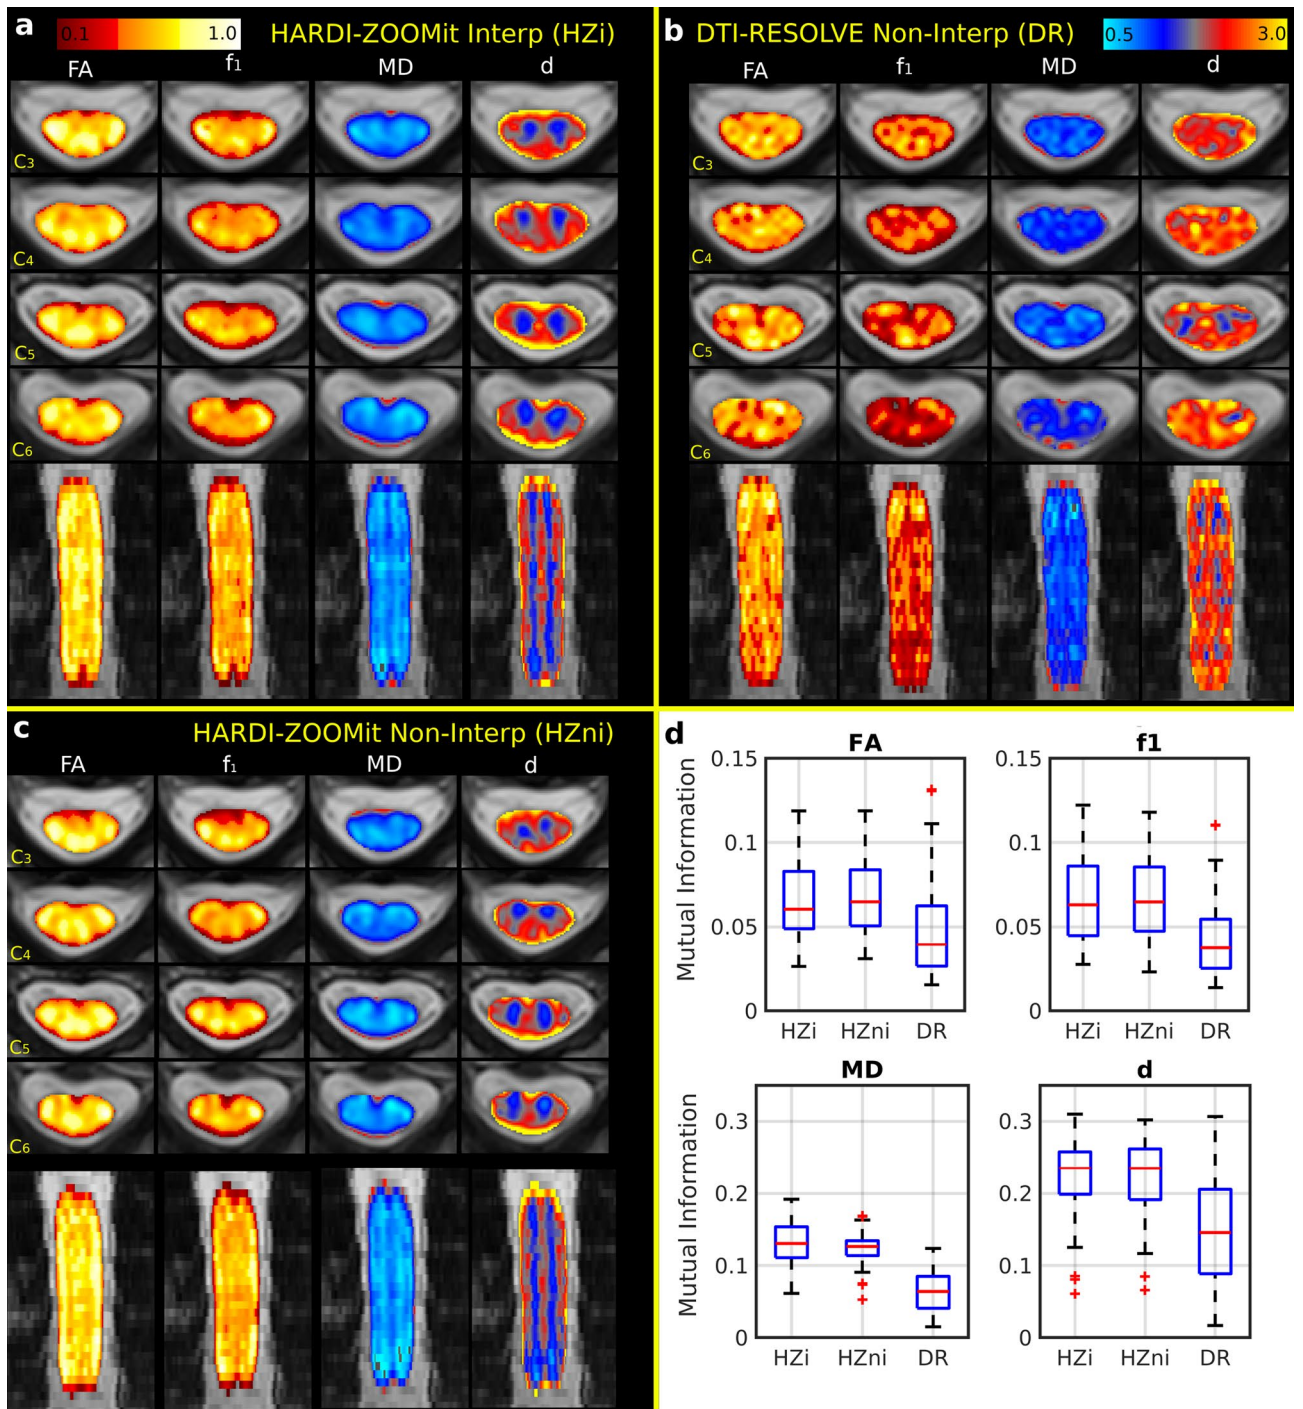 a
0.1 1.0
HARDI-ZOOMit Interp (HZi)
FA f₁ MD d
C₃
C₄
C₅
C₆
b
DTI-RESOLVE Non-Interp (DR)
0.5 3.0
FA f₁ MD d
C₃
C₄
C₅
C₆
c
HARDI-ZOOMit Non-Interp (HZni)
FA f₁ MD d
C₃
C₄
C₅
C₆
d
FA
Mutual Information
0.15
0.1
0.05
0
HZi HZni DR
f1
0.15
0.1
0.05
0
HZi HZni DR
MD
Mutual Information
0.3
0.2
0.1
0
HZi HZni DR
d
0.3
0.2
0.1
0
HZi HZni DR